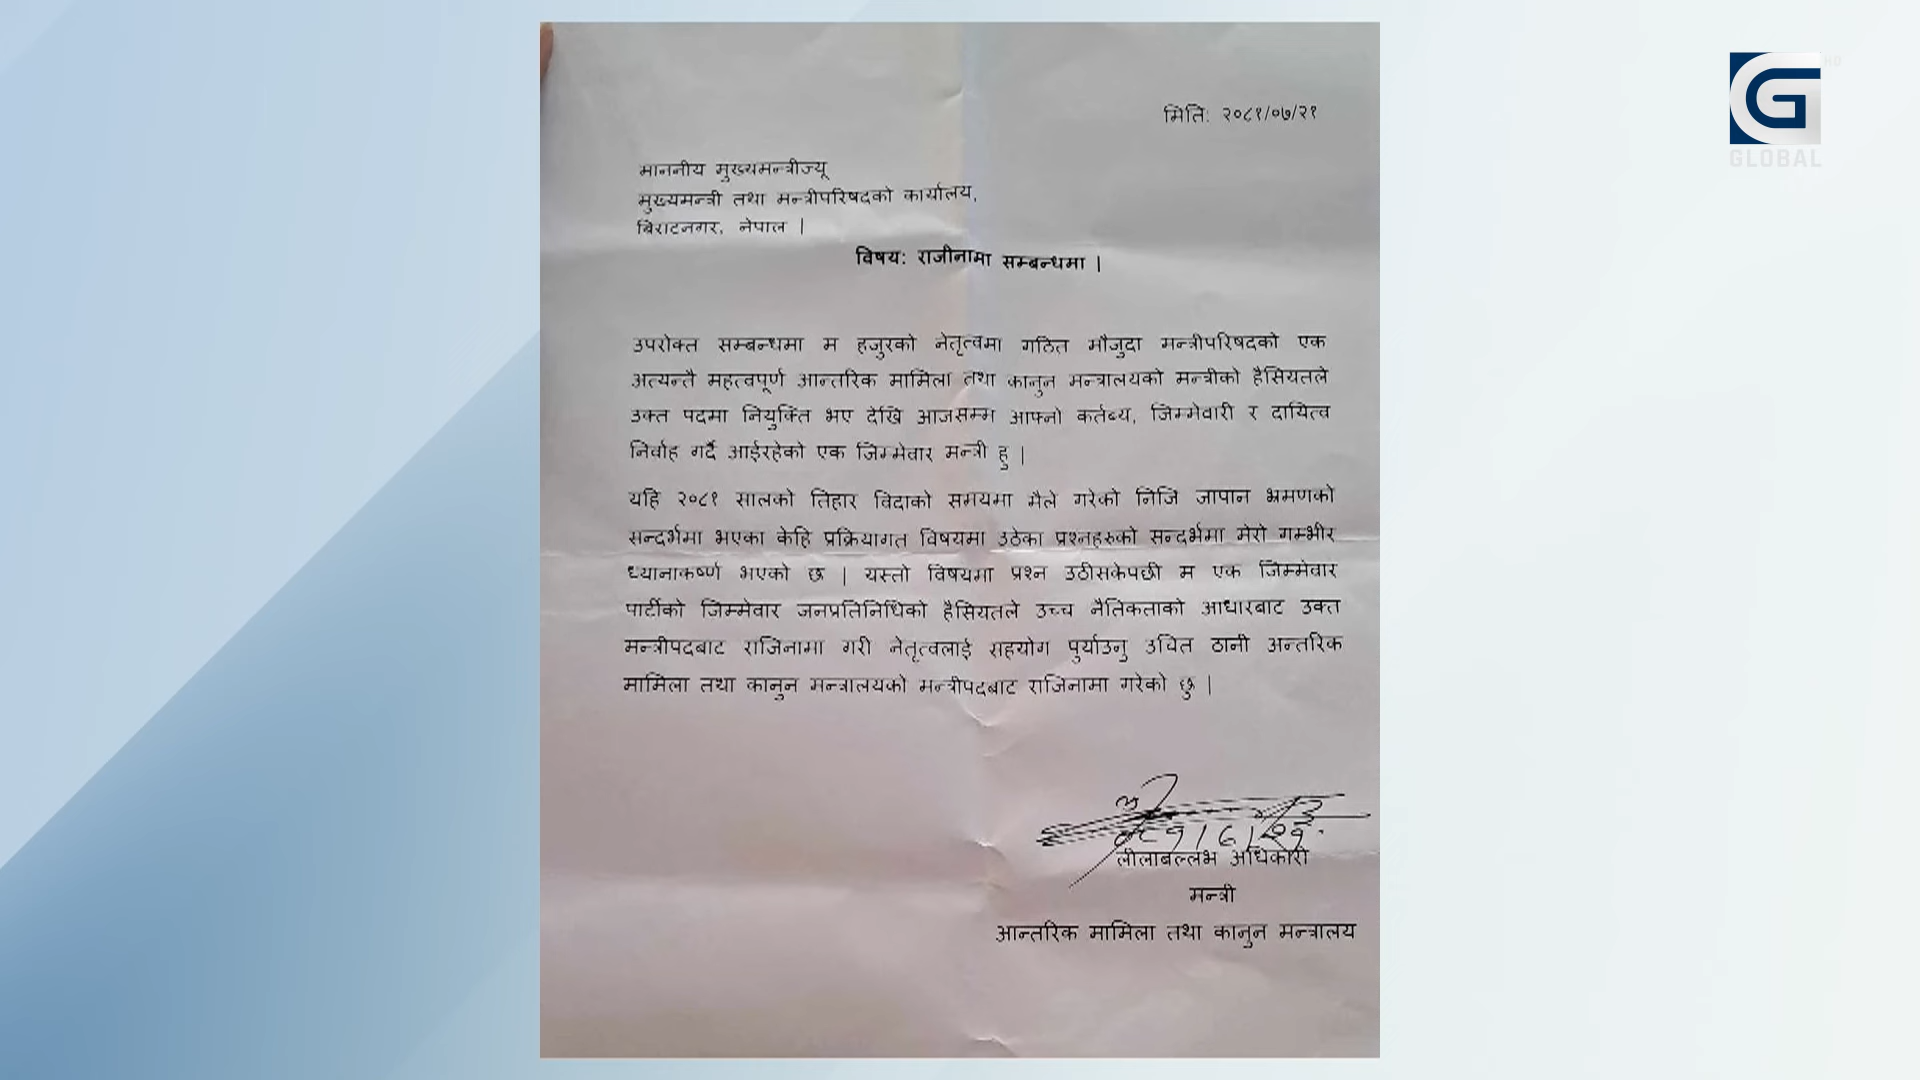 मिति: २०८१/०७/२१
माननीय मुख्यमन्त्रीज्यू
मुख्यमन्त्री तथा मन्त्रीपरिषदको कार्यालय,
बिराटनगर, नेपाल |
विषय: राजीनामा सम्बन्धमा |
उपरोक्त सम्बन्धमा म हजुरको नेतृत्वमा गठित मौजुदा मन्त्रीपरिषदको एक
अत्यन्तै महत्वपूर्ण आन्तरिक मामिला तथा कानुन मन्त्रालयको मन्त्रीको हैसियतले
उक्त पदमा नियुक्ति भए देखि आजसम्म आफ्नो कर्तब्य, जिम्मेवारी र दायित्व
निर्वाह गर्दै आईरहेको एक जिम्मेवार मन्त्री हु |
यहि २०८१ सालको तिहार विदाको समयमा मैले गरेको निजि जापान भ्रमणको
सन्दर्भमा भएका केहि प्रक्रियागत विषयमा उठेका प्रश्नहरुको सन्दर्भमा मेरो गम्भीर
ध्यानाकर्ष्ण भएको छ | यस्तो विषयमा प्रश्न उठीसकेपछी म एक जिम्मेवार
पार्टीको जिम्मेवार जनप्रतिनिधिको हैसियतले उच्च नैतिकताको आधारबाट उक्त
मन्त्रीपदबाट राजिनामा गरी नेतृत्वलाई सहयोग पुर्याउनु उचित ठानी अन्तरिक
मामिला तथा कानुन मन्त्रालयको मन्त्रीपदबाट राजिनामा गरेको छु |
लीलाबल्लभ अधिकारी
मन्त्री
आन्तरिक मामिला तथा कानुन मन्त्रालय
G HD
GLOBAL